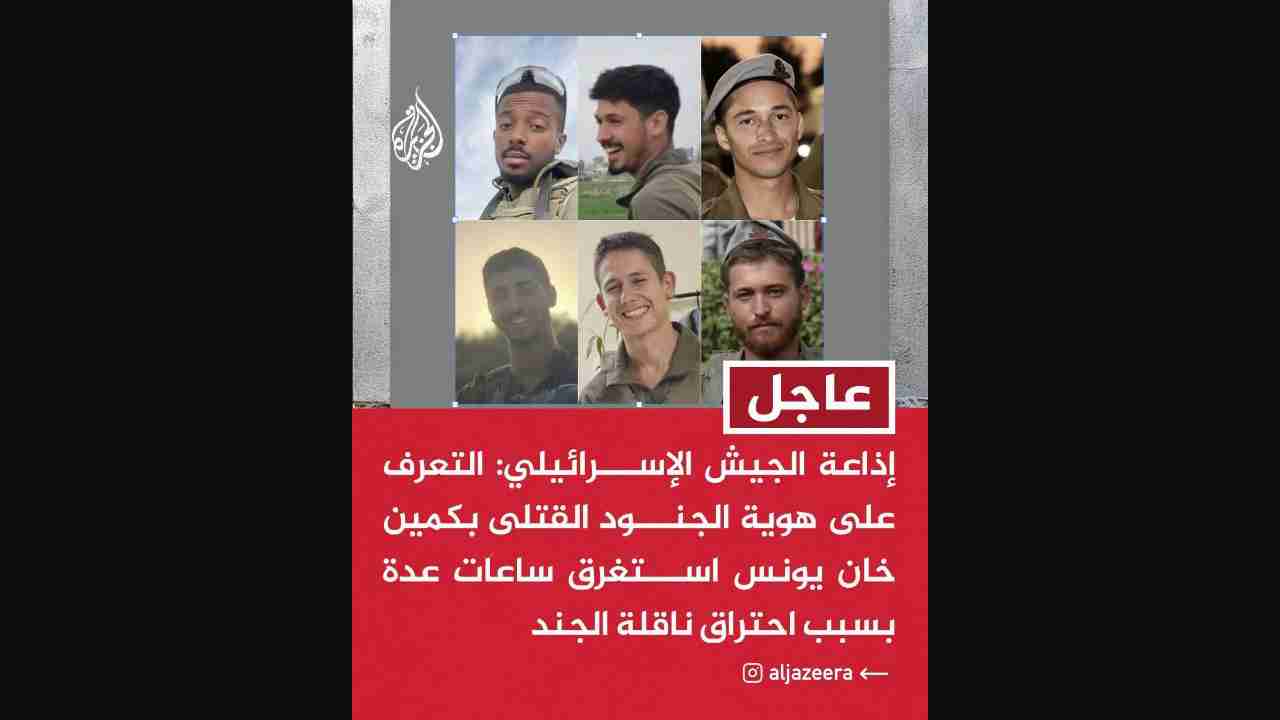 الجزيرة
عاجل
إذاعة الجيش الإسـرائيلي: التعرف
على هوية الجنـود القتلى بكمين
خان يونس اسـتغرق ساعات عدة
بسبب احتراق ناقلة الجند
aljazeera